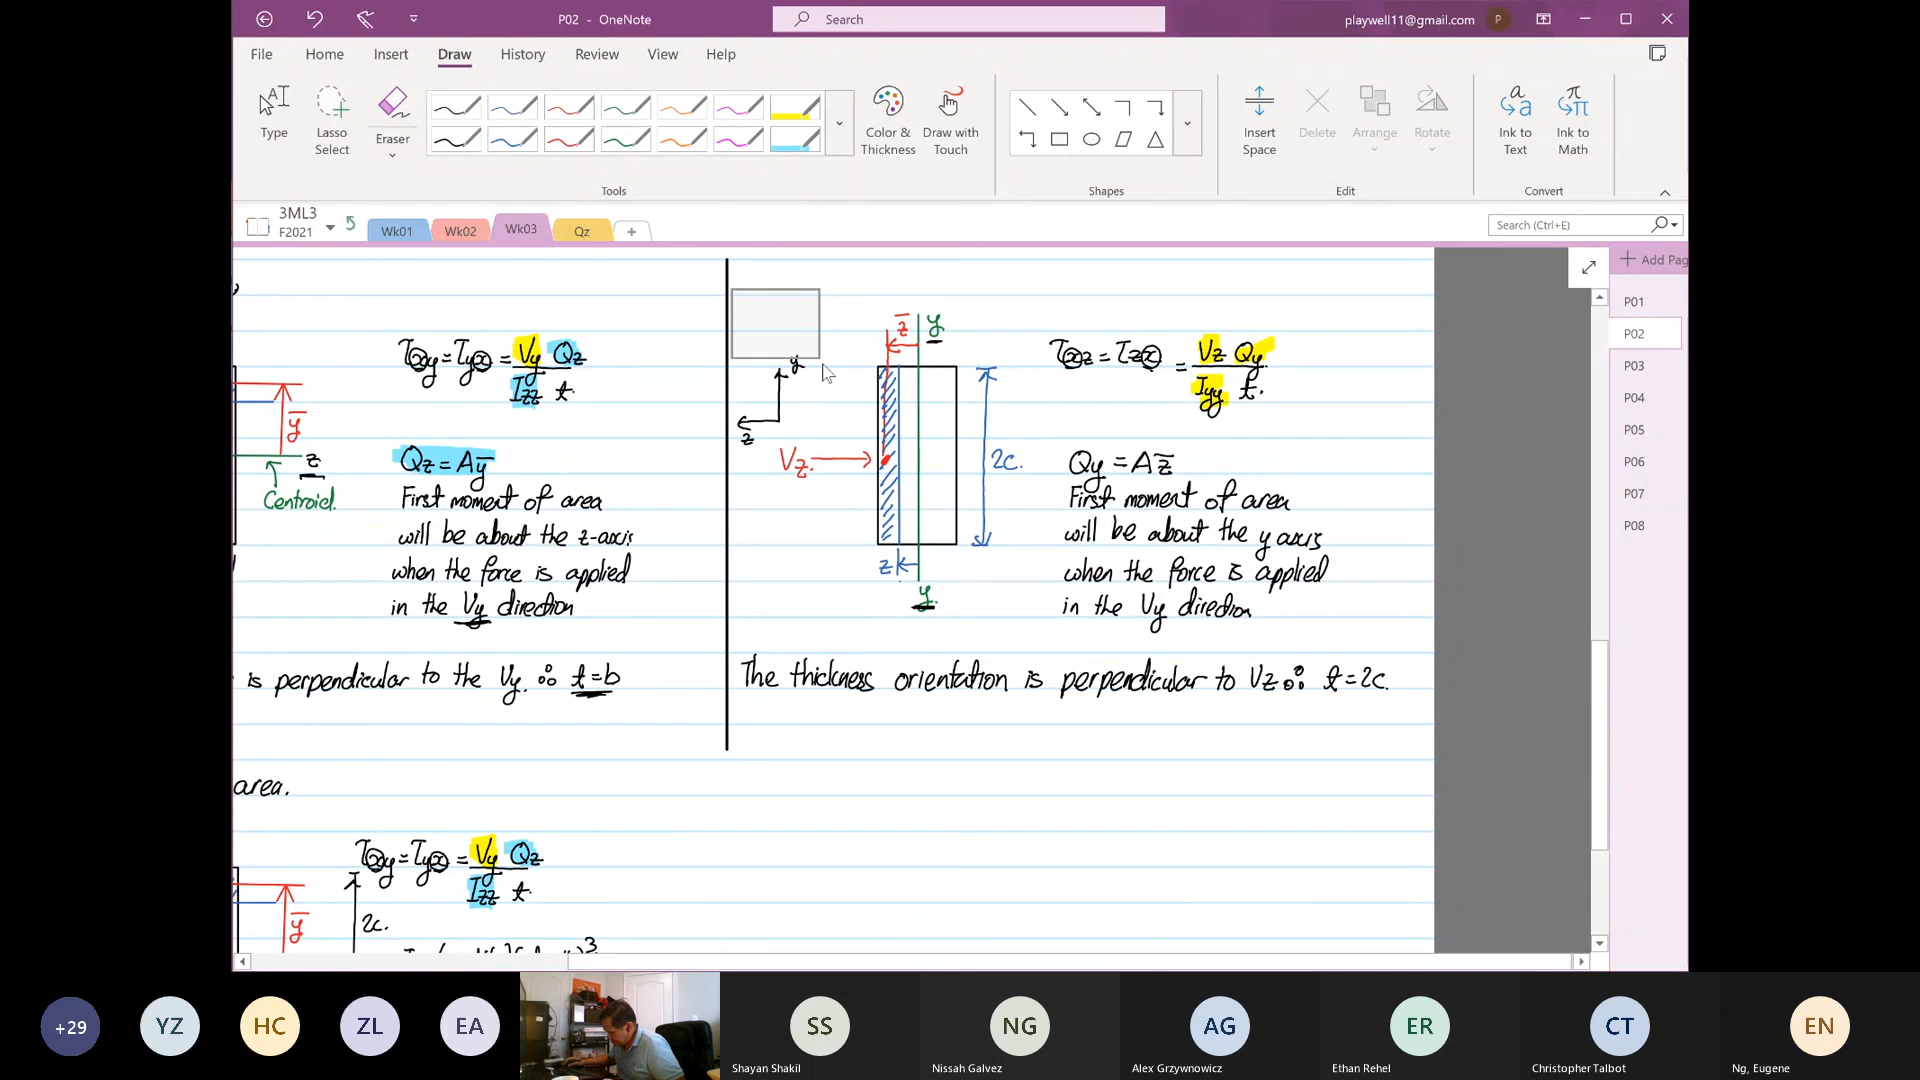 P02 - OneNote
Search
playwell11@gmail.com
P
File Home Insert Draw History Review View Help
Type
Lasso Select
Eraser
Color & Thickness
Draw with Touch
Insert Space
Delete
Arrange
Rotate
Ink to Text
Ink to Math
Tools
Shapes
Edit
Convert
3ML3
F2021
Wk01
Wk02
Wk03
Qz
Search (Ctrl+E)
Add Pag
P01
P02
P03
P04
P05
P06
P07
P08
τxy = τyx = Vy Qz
Izz t
ȳ
z
Centroid.
Qz = Aȳ
First moment of area
will be about the z-axis
when the force is applied
in the Vy direction
is perpendicular to the Vy. ∴ t=b
y
z
z̄
y
Vz.
2c.
z
y
τxz = τzx = Vz Qy
Iyy t.
Qy = Az̄
First moment of area
will be about the y axis
when the force is applied
in the Vy direction
The thickness orientation is perpendicular to Vz ∴ t=2c.
area.
τxy = τyx = Vy Qz
Izz t.
ȳ
2c.
+29
YZ
HC
ZL
EA
SS
Shayan Shakil
NG
Nissah Galvez
AG
Alex Grzywnowicz
ER
Ethan Rehel
CT
Christopher Talbot
EN
Ng, Eugene